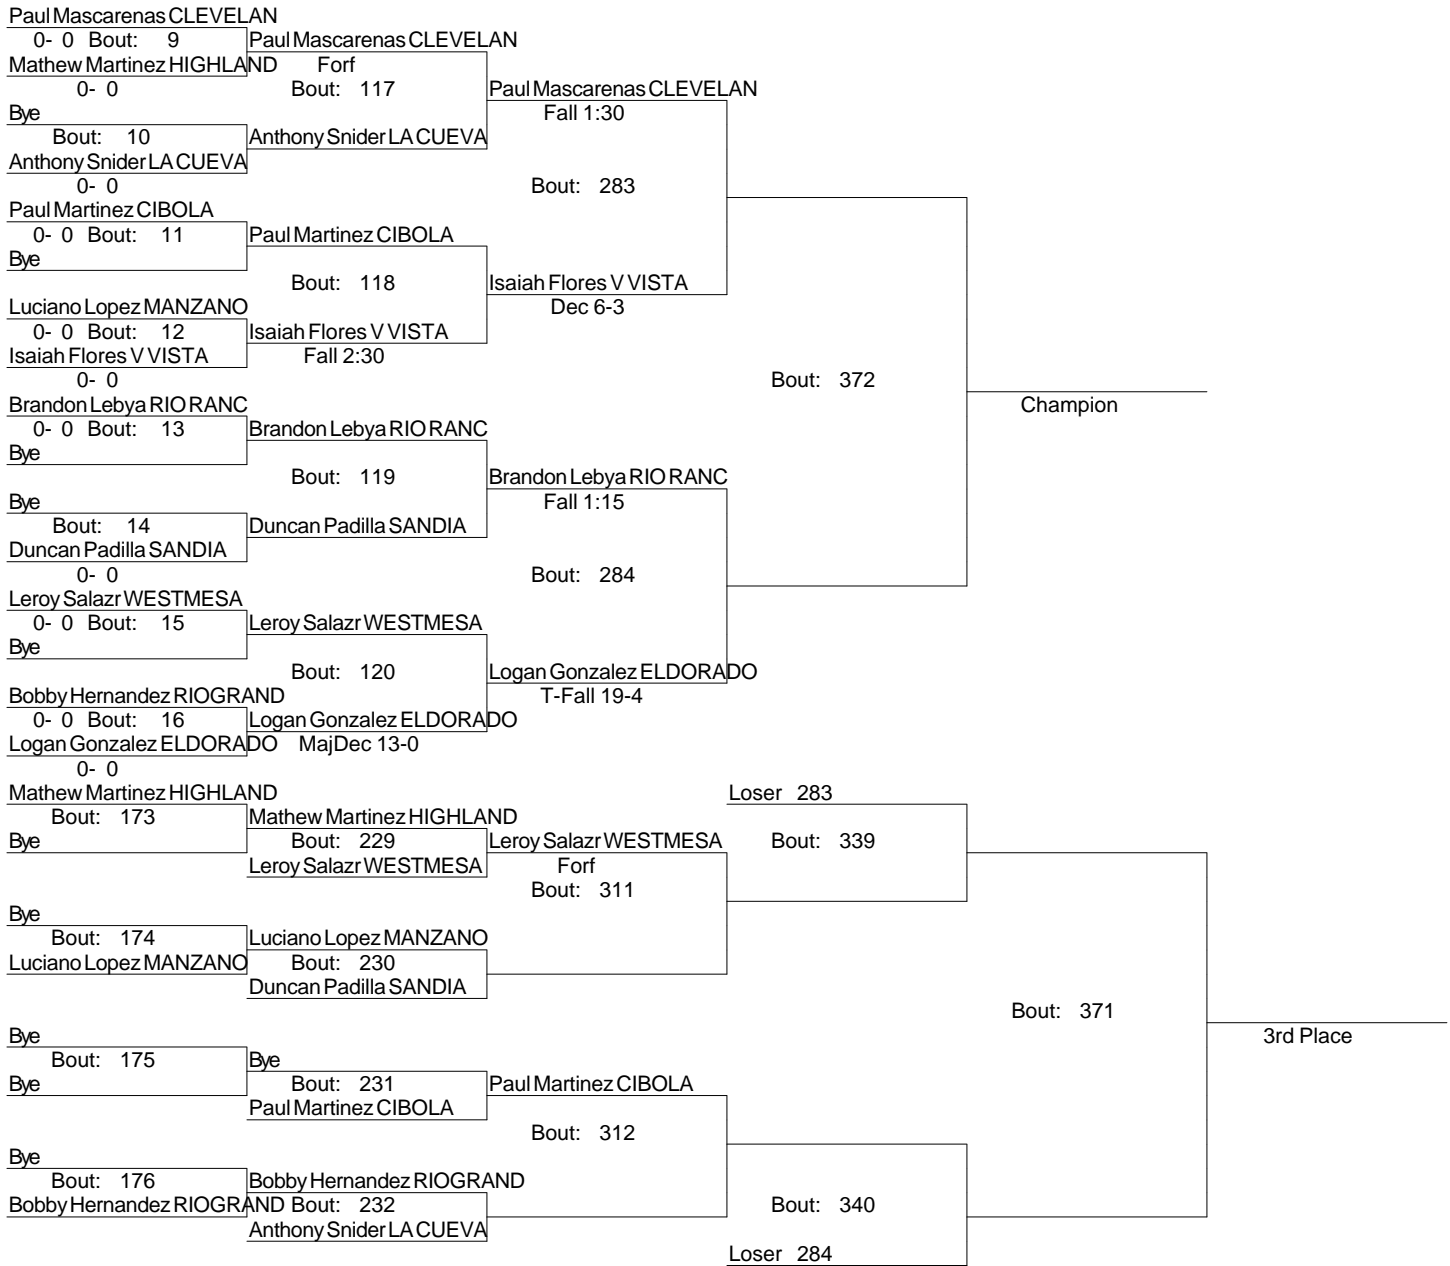 Paul Mascarenas CLEVELAN
0- 0 Bout: 9 Paul Mascarenas CLEVELAN
Mathew Martinez HIGHLAND Forf
0- 0 Bout: 117 Paul Mascarenas CLEVELAN
Bye Fall 1:30
Bout: 10 Anthony Snider LA CUEVA
Anthony Snider LA CUEVA
0- 0 Bout: 283
Paul Martinez CIBOLA
0- 0 Bout: 11 Paul Martinez CIBOLA
Bye
Bout: 118 Isaiah Flores V VISTA
Luciano Lopez MANZANO Dec 6-3
0- 0 Bout: 12 Isaiah Flores V VISTA
Isaiah Flores V VISTA Fall 2:30
0- 0 Bout: 372
Brandon Lebya RIO RANC Champion
0- 0 Bout: 13 Brandon Lebya RIO RANC
Bye
Bout: 119 Brandon Lebya RIO RANC
Bye Fall 1:15
Bout: 14 Duncan Padilla SANDIA
Duncan Padilla SANDIA
0- 0 Bout: 284
Leroy Salazr WESTMESA
0- 0 Bout: 15 Leroy Salazr WESTMESA
Bye
Bout: 120 Logan Gonzalez ELDORADO
Bobby Hernandez RIOGRAND T-Fall 19-4
0- 0 Bout: 16 Logan Gonzalez ELDORADO
Logan Gonzalez ELDORADO MajDec 13-0
0- 0
Mathew Martinez HIGHLAND Loser 283
Bout: 173 Mathew Martinez HIGHLAND
Bye Bout: 229 Leroy Salazr WESTMESA Bout: 339
Leroy Salazr WESTMESA Forf
Bout: 311
Bye
Bout: 174 Luciano Lopez MANZANO
Luciano Lopez MANZANO Bout: 230
Duncan Padilla SANDIA
Bout: 371
Bye 3rd Place
Bout: 175 Bye
Bye Bout: 231 Paul Martinez CIBOLA
Paul Martinez CIBOLA
Bout: 312
Bye
Bout: 176 Bobby Hernandez RIOGRAND
Bobby Hernandez RIOGRAND Bout: 232 Bout: 340
Anthony Snider LA CUEVA
Loser 284